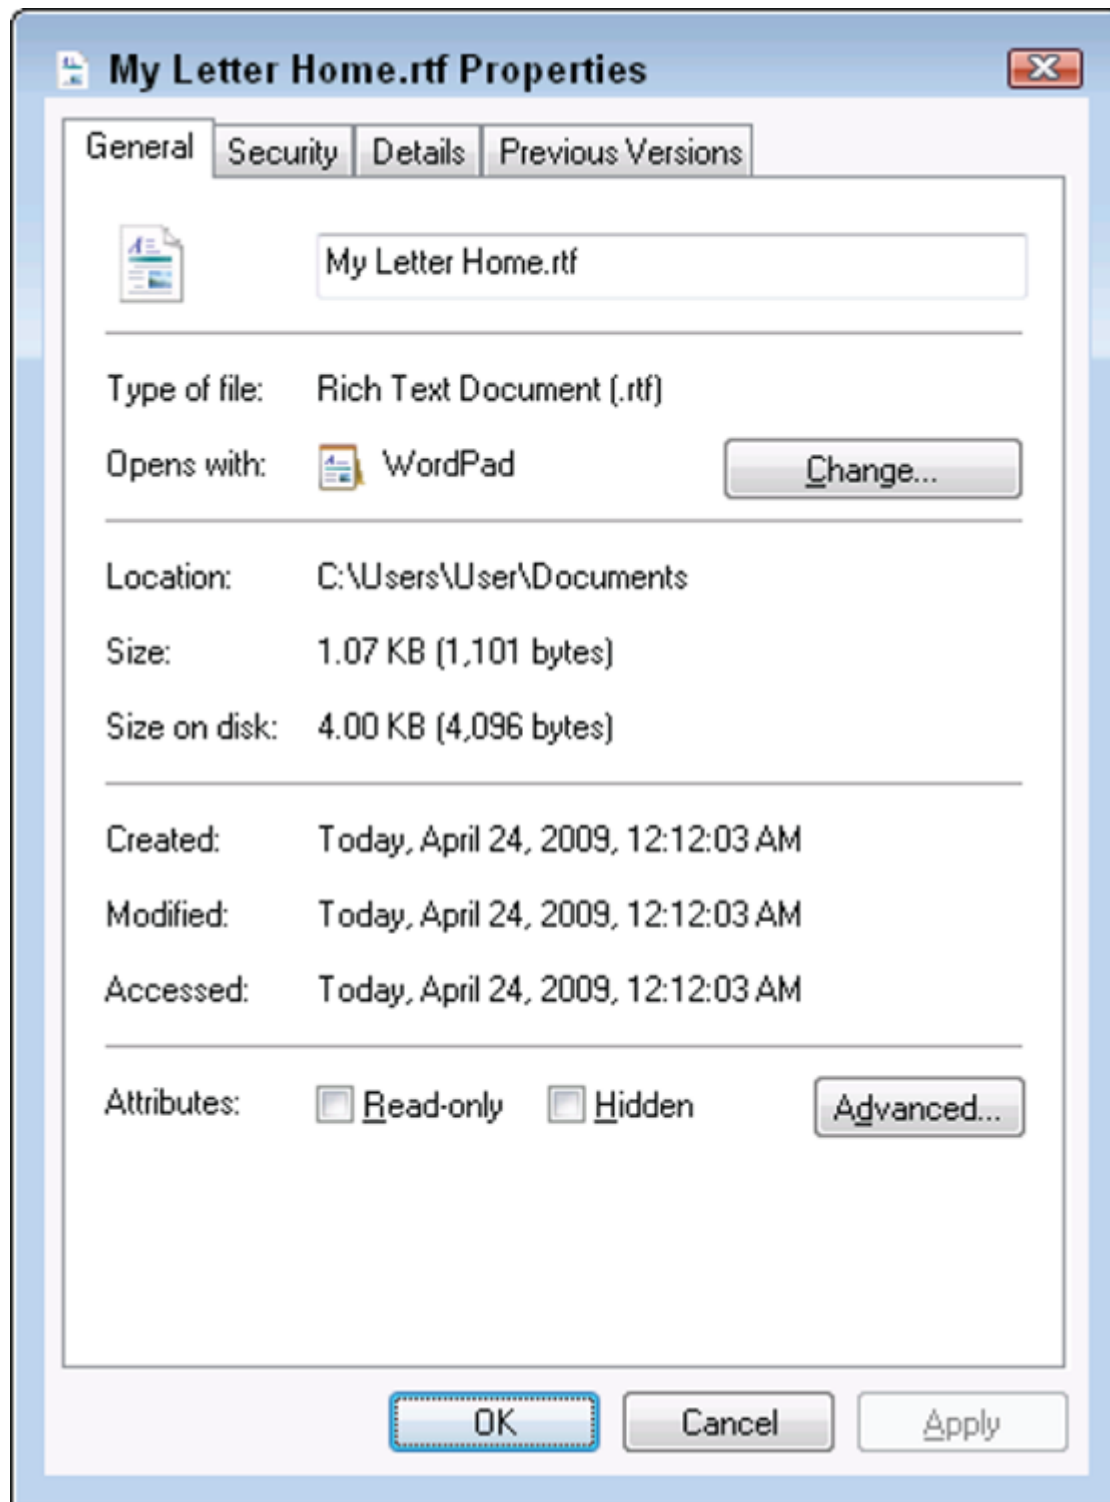 My Letter Home.rtf Properties
General Security Details Previous Versions
My Letter Home.rtf
Type of file: Rich Text Document (.rtf)
Opens with: WordPad Change...
Location: C:\Users\User\Documents
Size: 1.07 KB (1,101 bytes)
Size on disk: 4.00 KB (4,096 bytes)
Created: Today, April 24, 2009, 12:12:03 AM
Modified: Today, April 24, 2009, 12:12:03 AM
Accessed: Today, April 24, 2009, 12:12:03 AM
Attributes: Read-only Hidden Advanced...
OK Cancel Apply